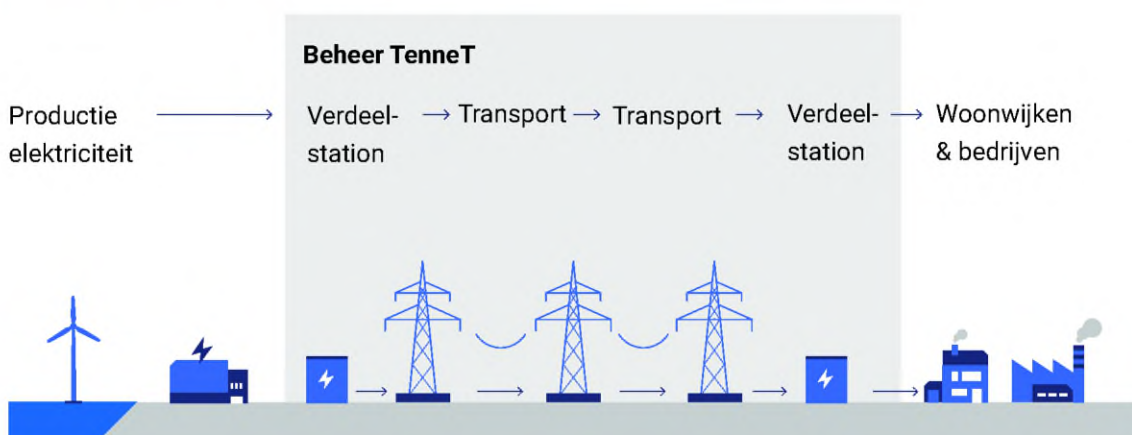 Beheer TenneT
Productie
elektriciteit
Verdeel-
station
Transport
Transport
Verdeel-
station
Woonwijken
& bedrijven